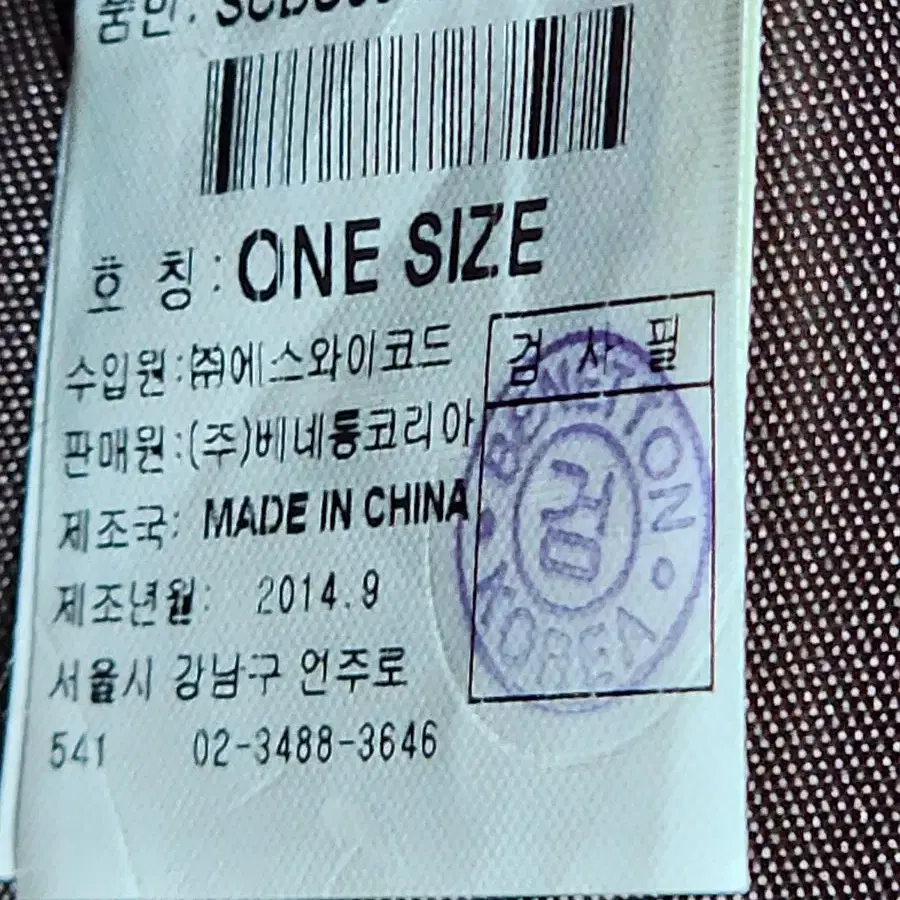 호 칭 : ONE SIZE
수입원 : ㈜에스와이코드
판매원 : (주)베네통코리아
제조국 : MADE IN CHINA
제조년월 : 2014.9
서울시 강남구 언주로
541 02-3488-3646
검 사 필
BENETTON
검
KOREA